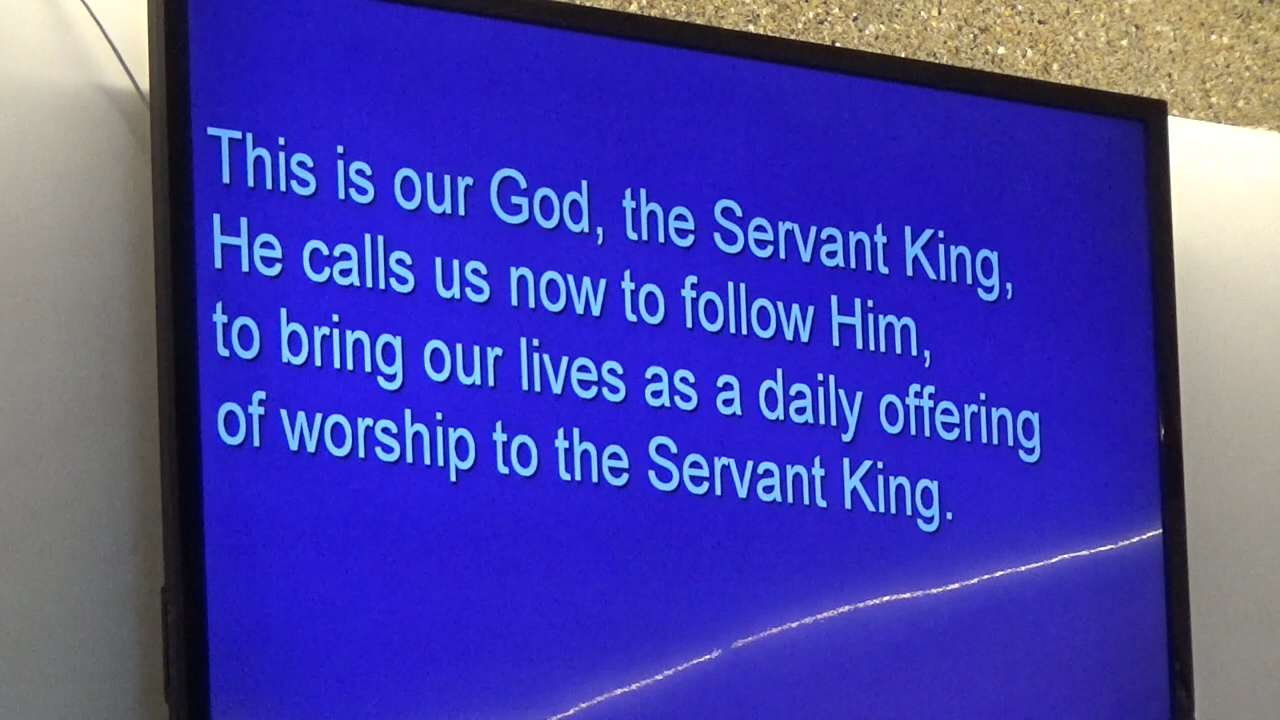 This is our God, the Servant King,
He calls us now to follow Him,
to bring our lives as a daily offering
of worship to the Servant King.